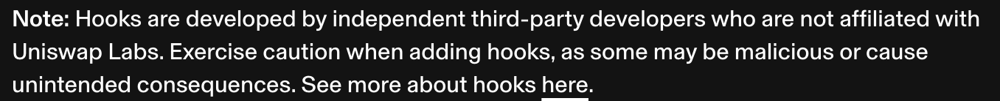 Note: Hooks are developed by independent third-party developers who are not affiliated with
Uniswap Labs. Exercise caution when adding hooks, as some may be malicious or cause
unintended consequences. See more about hooks here.